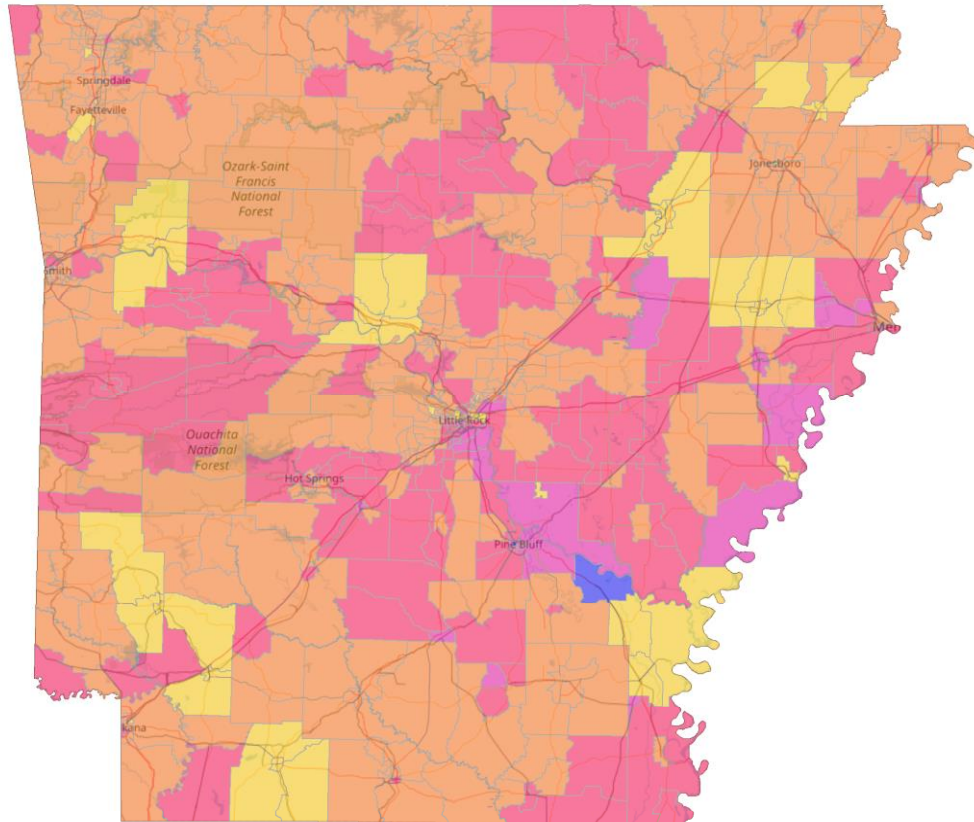 Springdale
Fayetteville
Ozark-Saint
Francis
National
Forest
Jonesboro
Smith
Men
Little Rock
Ouachita
National
Forest
Hot Springs
Pine Bluff
kana